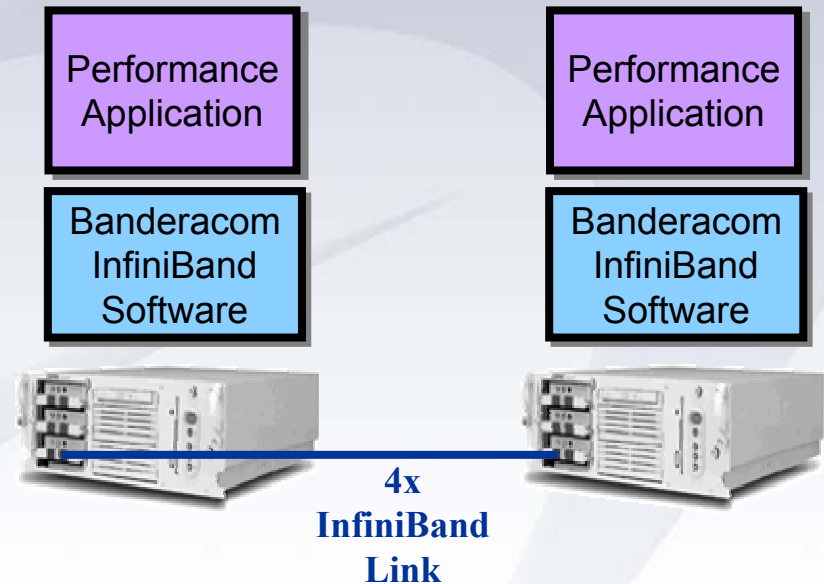 Performance
Application
Performance
Application
Banderacom
InfiniBand
Software
Banderacom
InfiniBand
Software
4x
InfiniBand
Link